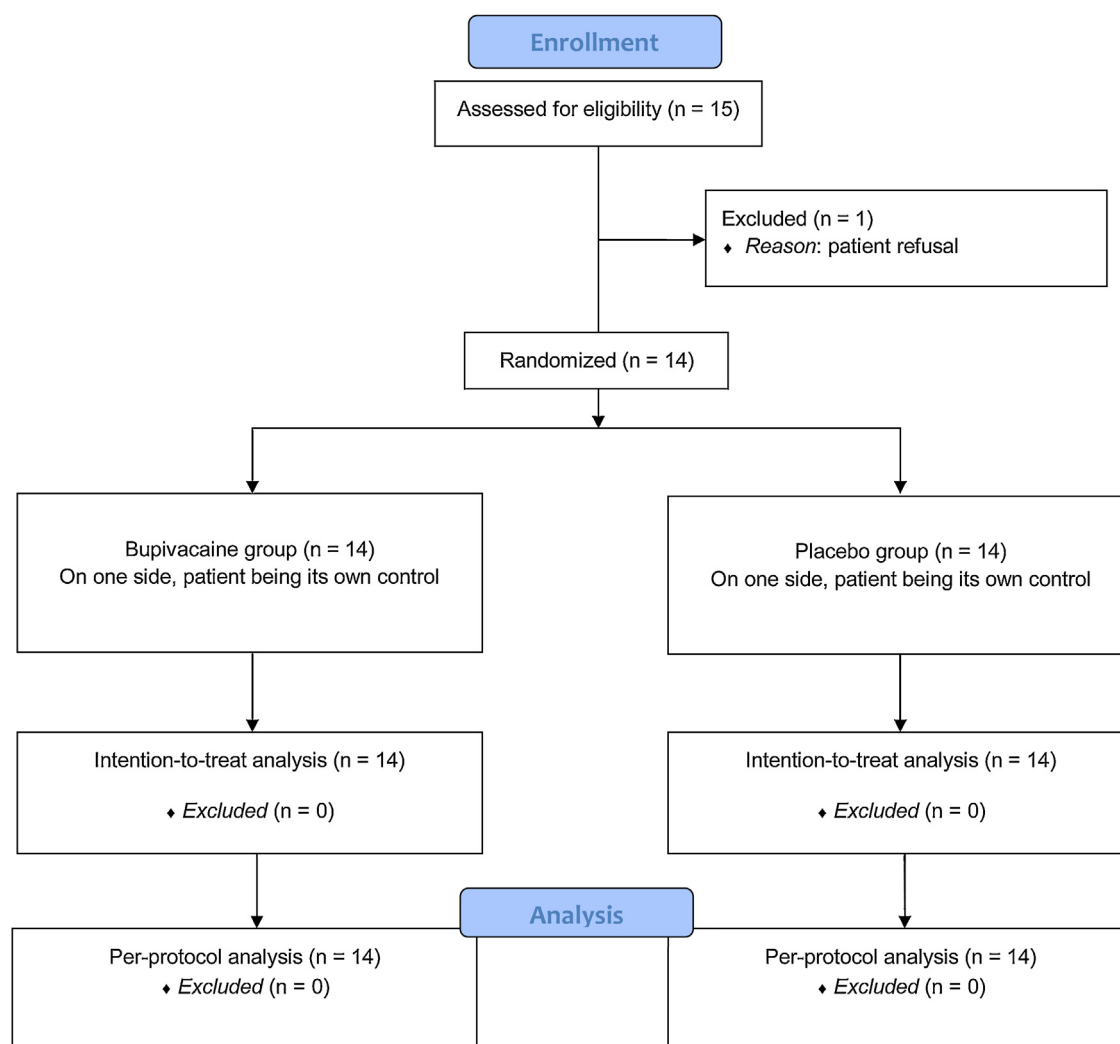 Enrollment
Assessed for eligibility (n = 15)
Excluded (n = 1)
♦ Reason: patient refusal
Randomized (n = 14)
Bupivacaine group (n = 14)
On one side, patient being its own control
Placebo group (n = 14)
On one side, patient being its own control
Intention-to-treat analysis (n = 14)
♦ Excluded (n = 0)
Intention-to-treat analysis (n = 14)
♦ Excluded (n = 0)
Analysis
Per-protocol analysis (n = 14)
♦ Excluded (n = 0)
Per-protocol analysis (n = 14)
♦ Excluded (n = 0)